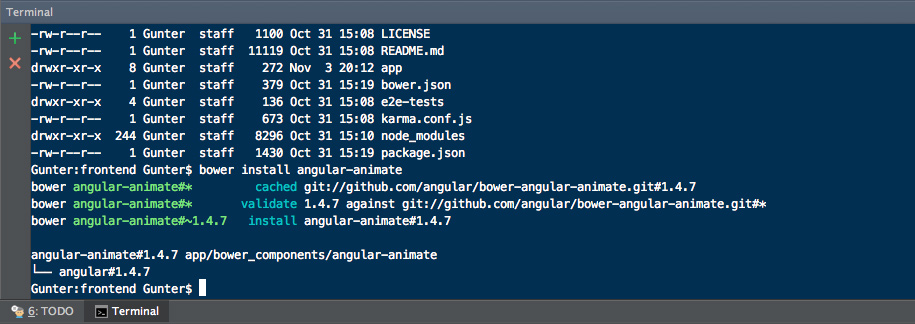 Terminal
-rw-r--r--    1 Gunter  staff   1100 Oct 31 15:08 LICENSE
-rw-r--r--    1 Gunter  staff  11119 Oct 31 15:08 README.md
drwxr-xr-x    8 Gunter  staff    272 Nov  3 20:12 app
-rw-r--r--    1 Gunter  staff    379 Oct 31 15:19 bower.json
drwxr-xr-x    4 Gunter  staff    136 Oct 31 15:08 e2e-tests
-rw-r--r--    1 Gunter  staff    673 Oct 31 15:08 karma.conf.js
drwxr-xr-x  244 Gunter  staff   8296 Oct 31 15:10 node_modules
-rw-r--r--    1 Gunter  staff   1430 Oct 31 15:19 package.json
Gunter:frontend Gunter$ bower install angular-animate
bower angular-animate#*         cached git://github.com/angular/bower-angular-animate.git#1.4.7
bower angular-animate#*       validate 1.4.7 against git://github.com/angular/bower-angular-animate.git#*
bower angular-animate#~1.4.7   install angular-animate#1.4.7
angular-animate#1.4.7 app/bower_components/angular-animate
└── angular#1.4.7
Gunter:frontend Gunter$
6: TODO Terminal